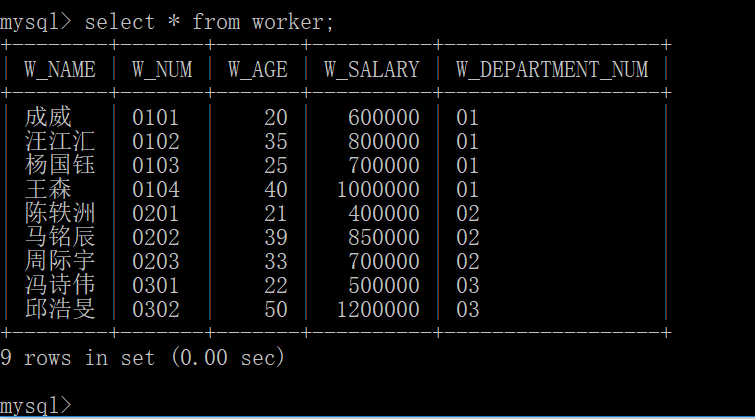 mysql> select * from worker;
+---------+-------+-------+----------+------------------+
| W_NAME | W_NUM | W_AGE | W_SALARY | W_DEPARTMENT_NUM |
+---------+-------+-------+----------+------------------+
| 成威 | 0101 | 20 | 600000 | 01 |
| 汪江汇 | 0102 | 35 | 800000 | 01 |
| 杨国钰 | 0103 | 25 | 700000 | 01 |
| 王森 | 0104 | 40 | 1000000 | 01 |
| 陈轶洲 | 0201 | 21 | 400000 | 02 |
| 马铭辰 | 0202 | 39 | 850000 | 02 |
| 周际宇 | 0203 | 33 | 700000 | 02 |
| 冯诗伟 | 0301 | 22 | 500000 | 03 |
| 邱浩旻 | 0302 | 50 | 1200000 | 03 |
+---------+-------+-------+----------+------------------+
9 rows in set (0.00 sec)
mysql>